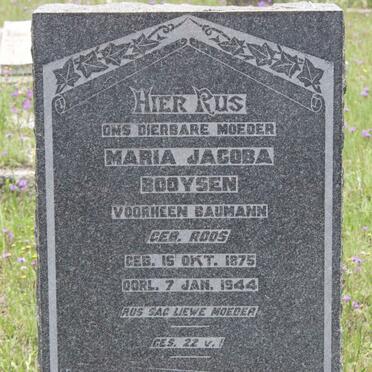 HIER RUS
ONS DIERBARE MOEDER
MARIA JACOBA
BOOYSEN
VOORHEEN BAUMANN
GEB. ROOS
GEB. 15 OKT. 1875
OORL. 7 JAN. 1944
RUS SAG LIEWE MOEDER
GES. 22 V. 1